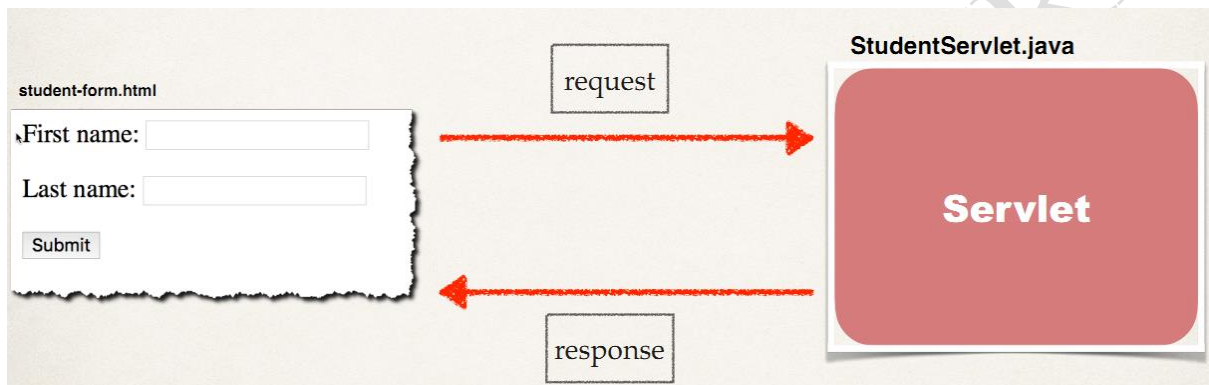 StudentServlet.java
request
student-form.html
First name:
Servlet
Last name:
Submit
response